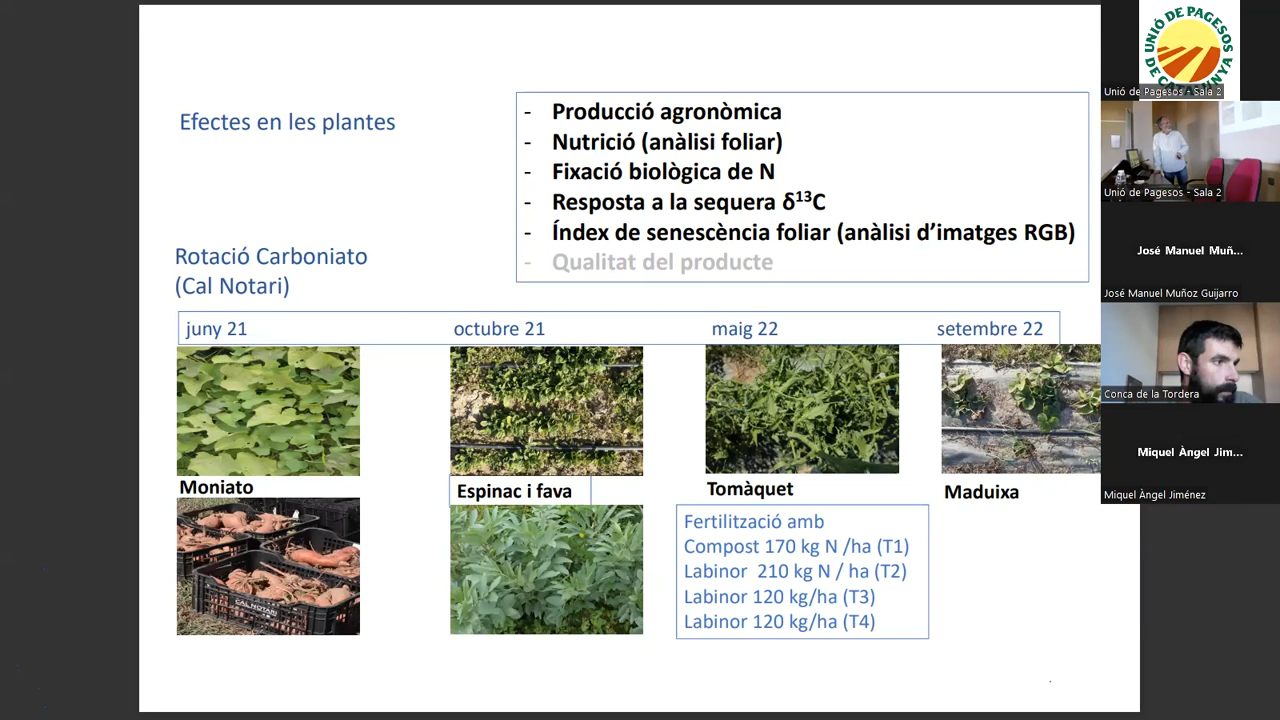 Efectes en les plantes
- Producció agronòmica
- Nutrició (anàlisi foliar)
- Fixació biològica de N
- Resposta a la sequera δ¹³C
- Índex de senescència foliar (anàlisi d’imatges RGB)
- Qualitat del producte
Rotació Carboniato
(Cal Notari)
juny 21
octubre 21
maig 22
setembre 22
Moniato
Espinac i fava
Tomàquet
Maduixa
CAL NOTARI
Fertilització amb
Compost 170 kg N /ha (T1)
Labinor 210 kg N / ha (T2)
Labinor 120 kg/ha (T3)
Labinor 120 kg/ha (T4)
UNIÓ DE PAGESOS
DE CATALUNYA
Unió de Pagesos - Sala 2
Unió de Pagesos - Sala 2
José Manuel Muñ...
José Manuel Muñoz Guijarro
Conca de la Tordera
Miquel Àngel Jim...
Miquel Àngel Jiménez